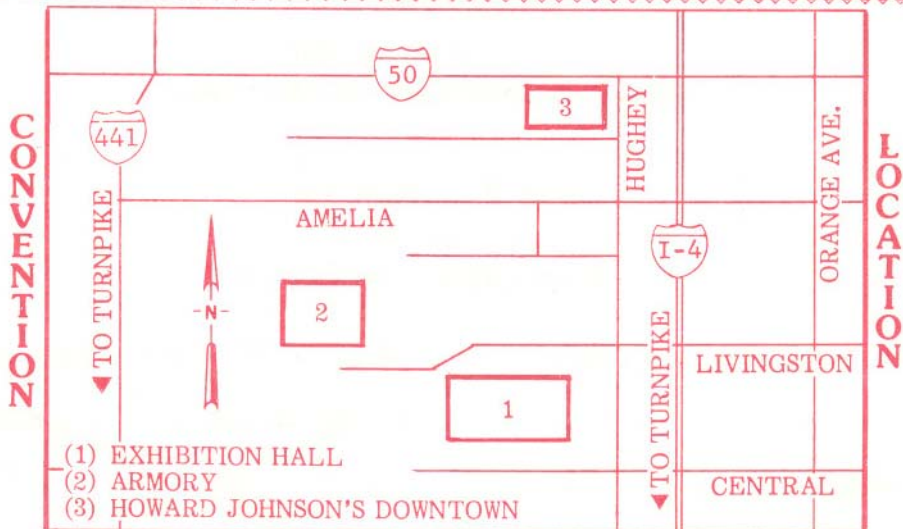 CONVENTION
LOCATION
50
441
3
HUGHEY
ORANGE AVE.
AMELIA
I-4
TO TURNPIKE
-N-
2
TO TURNPIKE
LIVINGSTON
1
(1) EXHIBITION HALL
(2) ARMORY
(3) HOWARD JOHNSON'S DOWNTOWN
CENTRAL